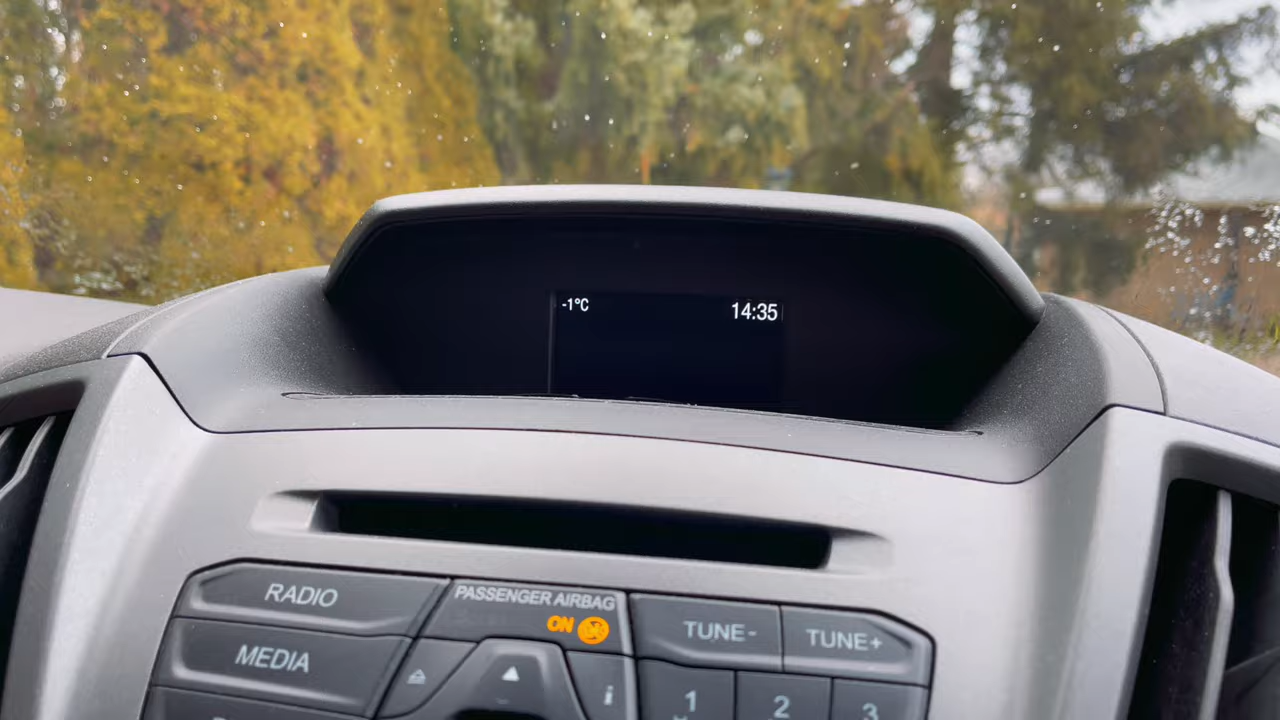 -1°C 14:35
RADIO
PASSENGER AIRBAG
ON
TUNE-
TUNE+
MEDIA
i
1
2
3